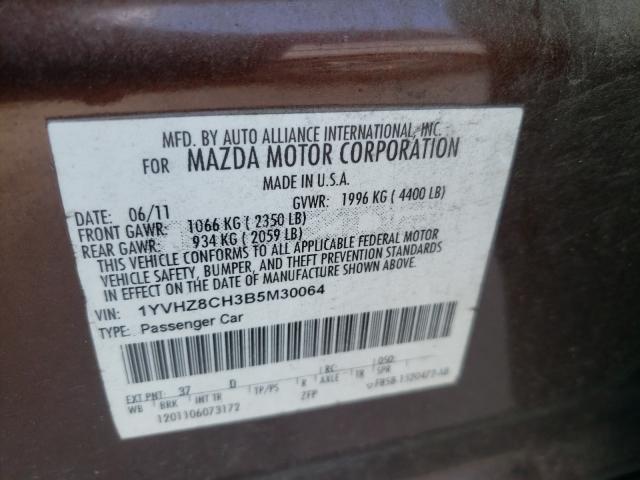 MFD. BY AUTO ALLIANCE INTERNATIONAL, INC.
FOR MAZDA MOTOR CORPORATION
MADE IN U.S.A.
DATE: 06/11 GVWR: 1996 KG ( 4400 LB)
FRONT GAWR: 1066 KG ( 2350 LB)
REAR GAWR: 934 KG ( 2059 LB)
THIS VEHICLE CONFORMS TO ALL APPLICABLE FEDERAL MOTOR
VEHICLE SAFETY, BUMPER, AND THEFT PREVENTION STANDARDS
IN EFFECT ON THE DATE OF MANUFACTURE SHOWN ABOVE.
VIN: 1YVHZ8CH3B5M30064
TYPE: Passenger Car
EXT PNT: 37 D RC: DSO:
WB BRK INT TR TP/PS R AXLE TR SPR
1201106073172 ZFP